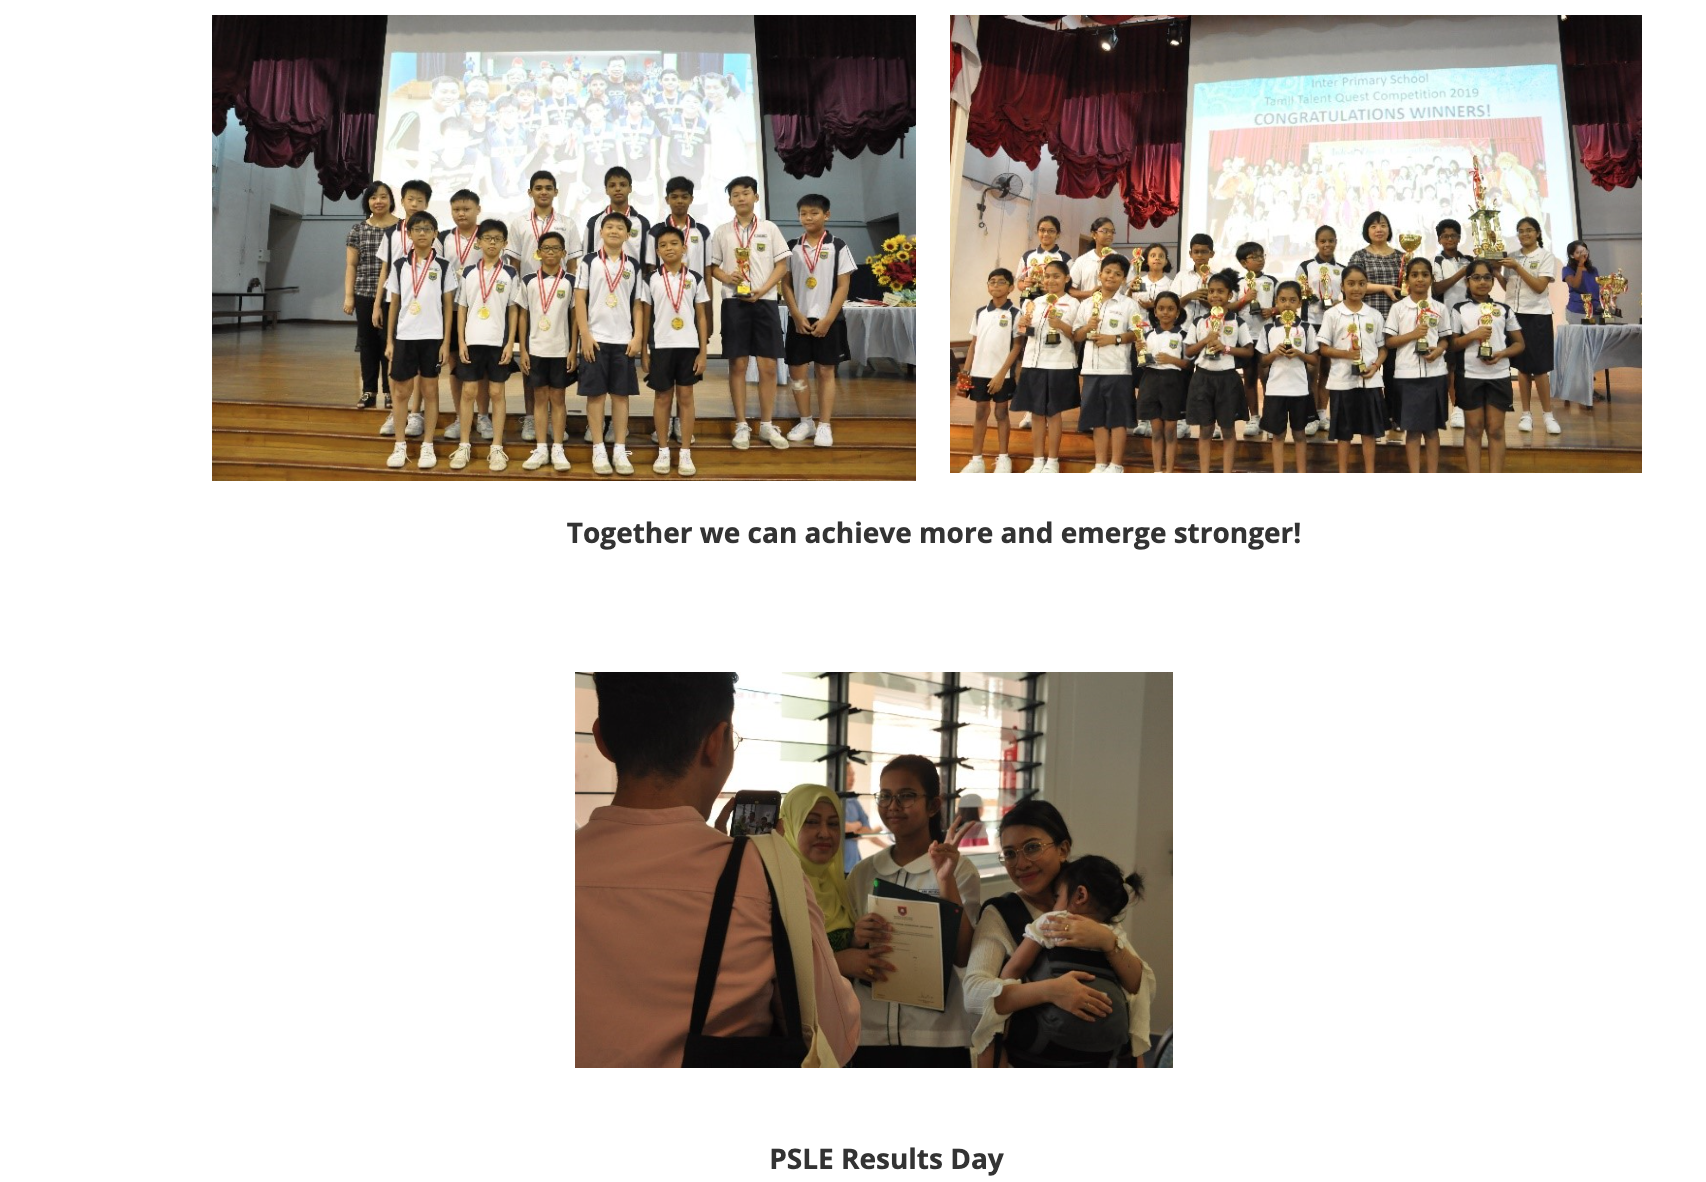 Inter Primary School
Tamil Talent Quest Competition 2019
CONGRATULATIONS WINNERS!
Together we can achieve more and emerge stronger!
PSLE Results Day